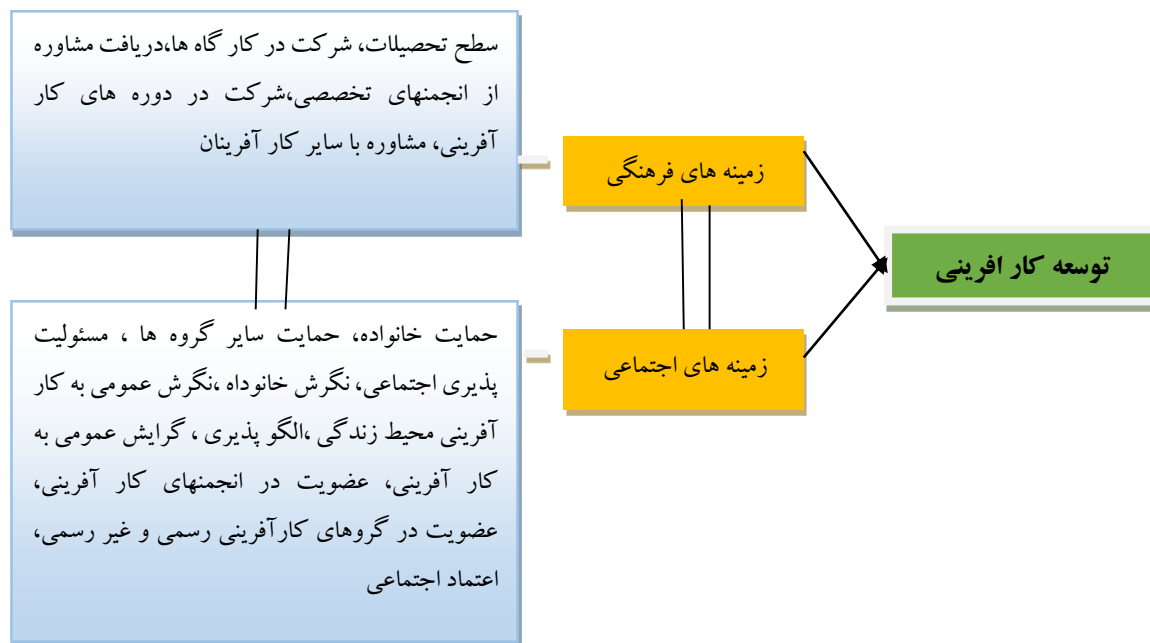 سطح تحصیلات، شرکت در کار گاه ها،دریافت مشاوره
از انجمنهای تخصصی،شرکت در دوره های کار
آفرینی، مشاوره با سایر کار آفرینان
زمینه های فرهنگی
توسعه کار افرینی
حمایت خانواده، حمایت سایر گروه ها ، مسئولیت
پذیری اجتماعی، نگرش خانوداه ،نگرش عمومی به کار
آفرینی محیط زندگی ،الگو پذیری ، گرایش عمومی به
کار آفرینی، عضویت در انجمنهای کار آفرینی،
عضویت در گروهای کارآفرینی رسمی و غیر رسمی،
اعتماد اجتماعی
زمینه های اجتماعی